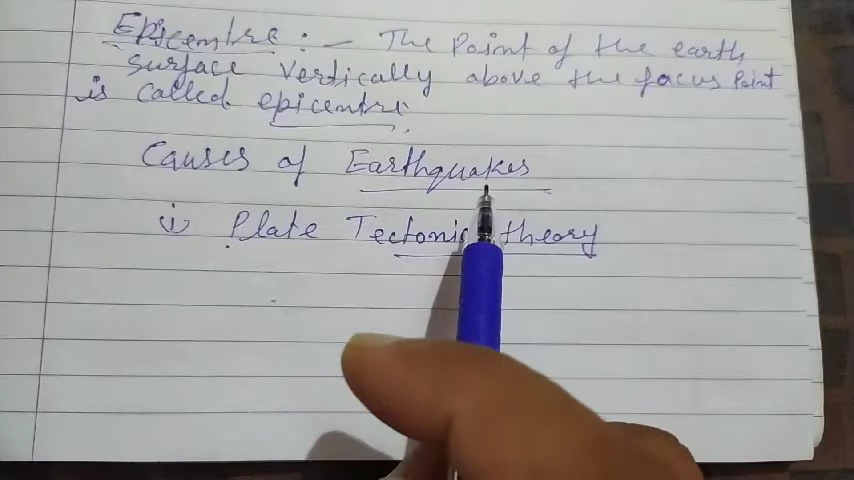 Epicentre :- The Point of the earth
surface vertically above the focus Point
is called epicentre.
Causes of Earthquakes
i) Plate Tectonic theory